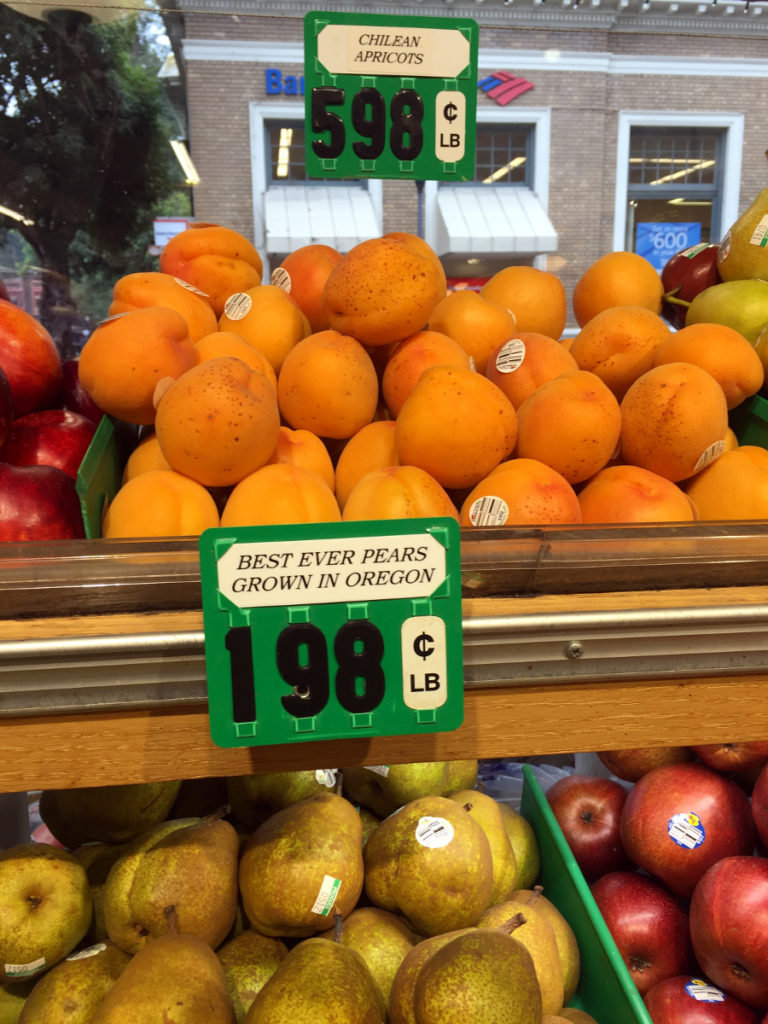 CHILEAN
APRICOTS
598 ¢
LB
Ba
$600
BEST EVER PEARS
GROWN IN OREGON
198 ¢
LB